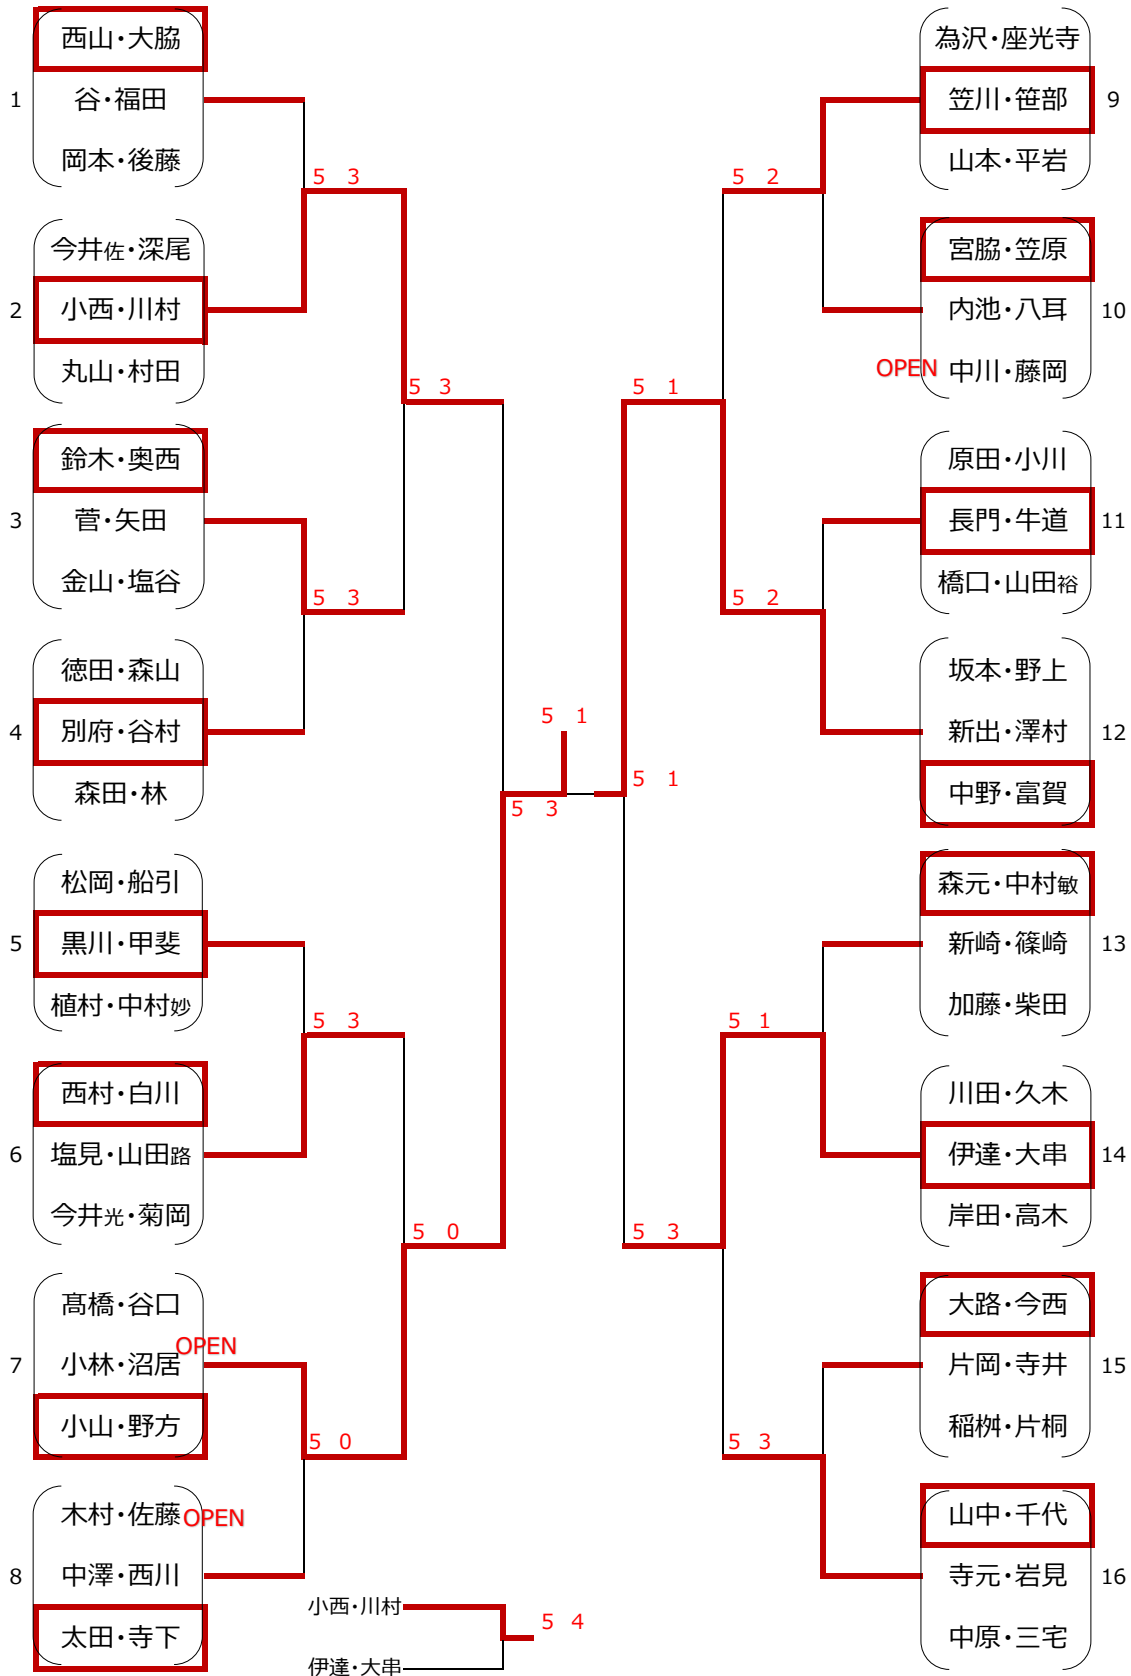 西山・大脇
1
谷・福田
岡本・後藤
5 3
今井佐・深尾
2
小西・川村
丸山・村田
5 3
鈴木・奥西
3
菅・矢田
金山・塩谷
5 3
徳田・森山
4
別府・谷村
森田・林
5 1
5 3
松岡・船引
5
黒川・甲斐
植村・中村妙
5 3
西村・白川
6
塩見・山田路
今井光・菊岡
5 0
髙橋・谷口
7
小林・沼居
OPEN
小山・野方
5 0
木村・佐藤
OPEN
8
中澤・西川
太田・寺下
小西・川村
5 4
伊達・大串
為沢・座光寺
笠川・笹部
9
山本・平岩
5 2
宮脇・笠原
内池・八耳
10
OPEN
中川・藤岡
5 1
原田・小川
長門・牛道
11
橋口・山田裕
5 2
坂本・野上
新出・澤村
12
中野・富賀
5 1
森元・中村敏
新崎・篠崎
13
加藤・柴田
5 1
川田・久木
伊達・大串
14
岸田・高木
5 3
大路・今西
片岡・寺井
15
稲桝・片桐
5 3
山中・千代
寺元・岩見
16
中原・三宅